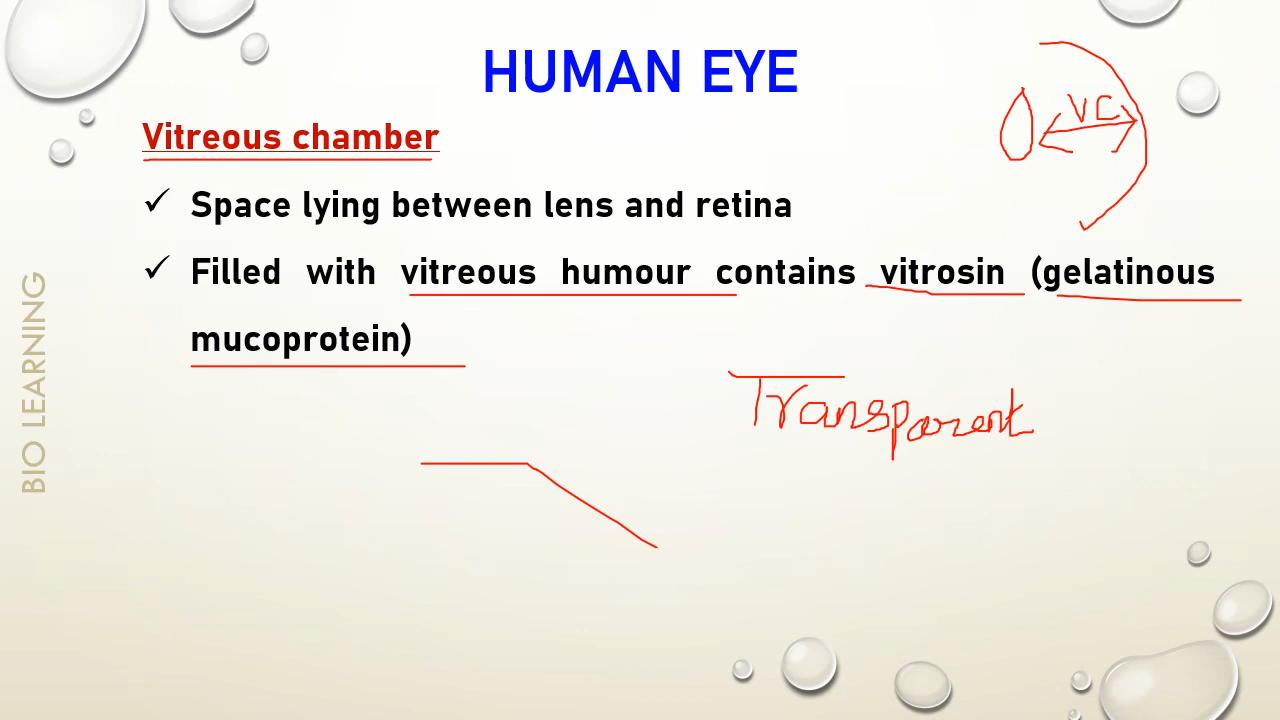 HUMAN EYE
VC
Vitreous chamber
✓ Space lying between lens and retina
✓ Filled with vitreous humour contains vitrosin (gelatinous
mucoprotein)
Transparent
BIO LEARNING